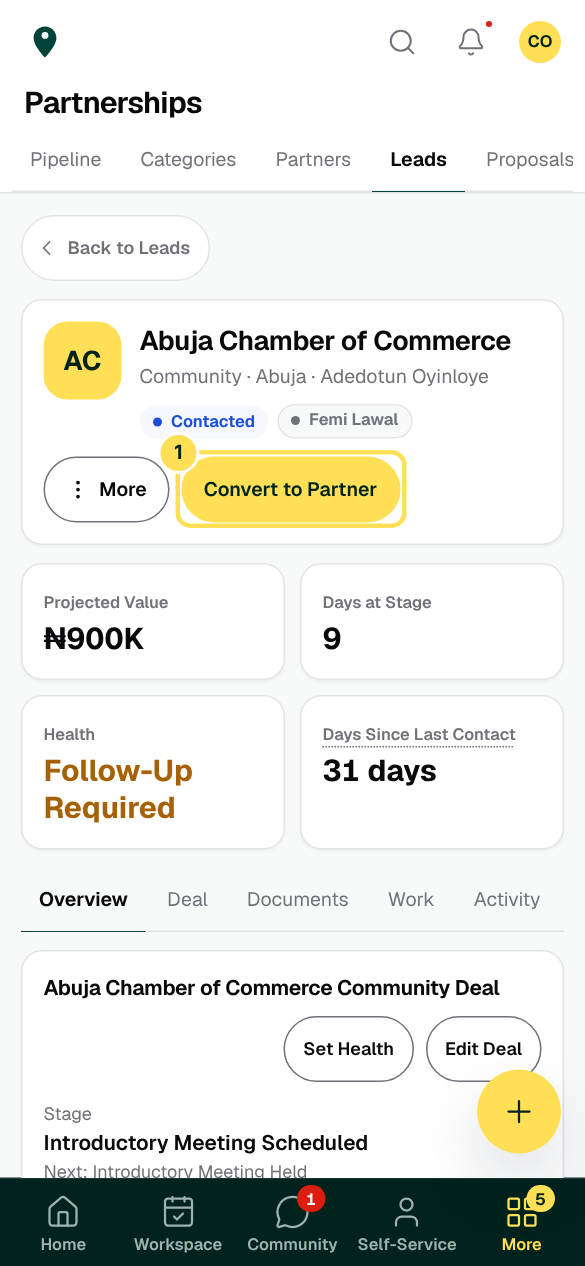 CO
Partnerships
Pipeline Categories Partners Leads Proposals
Back to Leads
AC
Abuja Chamber of Commerce
Community · Abuja · Adedotun Oyinloye
Contacted Femi Lawal
1
More Convert to Partner
Projected Value
₦900K
Days at Stage
9
Health
Follow-Up
Required
Days Since Last Contact
31 days
Overview Deal Documents Work Activity
Abuja Chamber of Commerce Community Deal
Set Health Edit Deal
Stage
Introductory Meeting Scheduled
Next: Introductory Meeting Held
1 5
Home Workspace Community Self-Service More